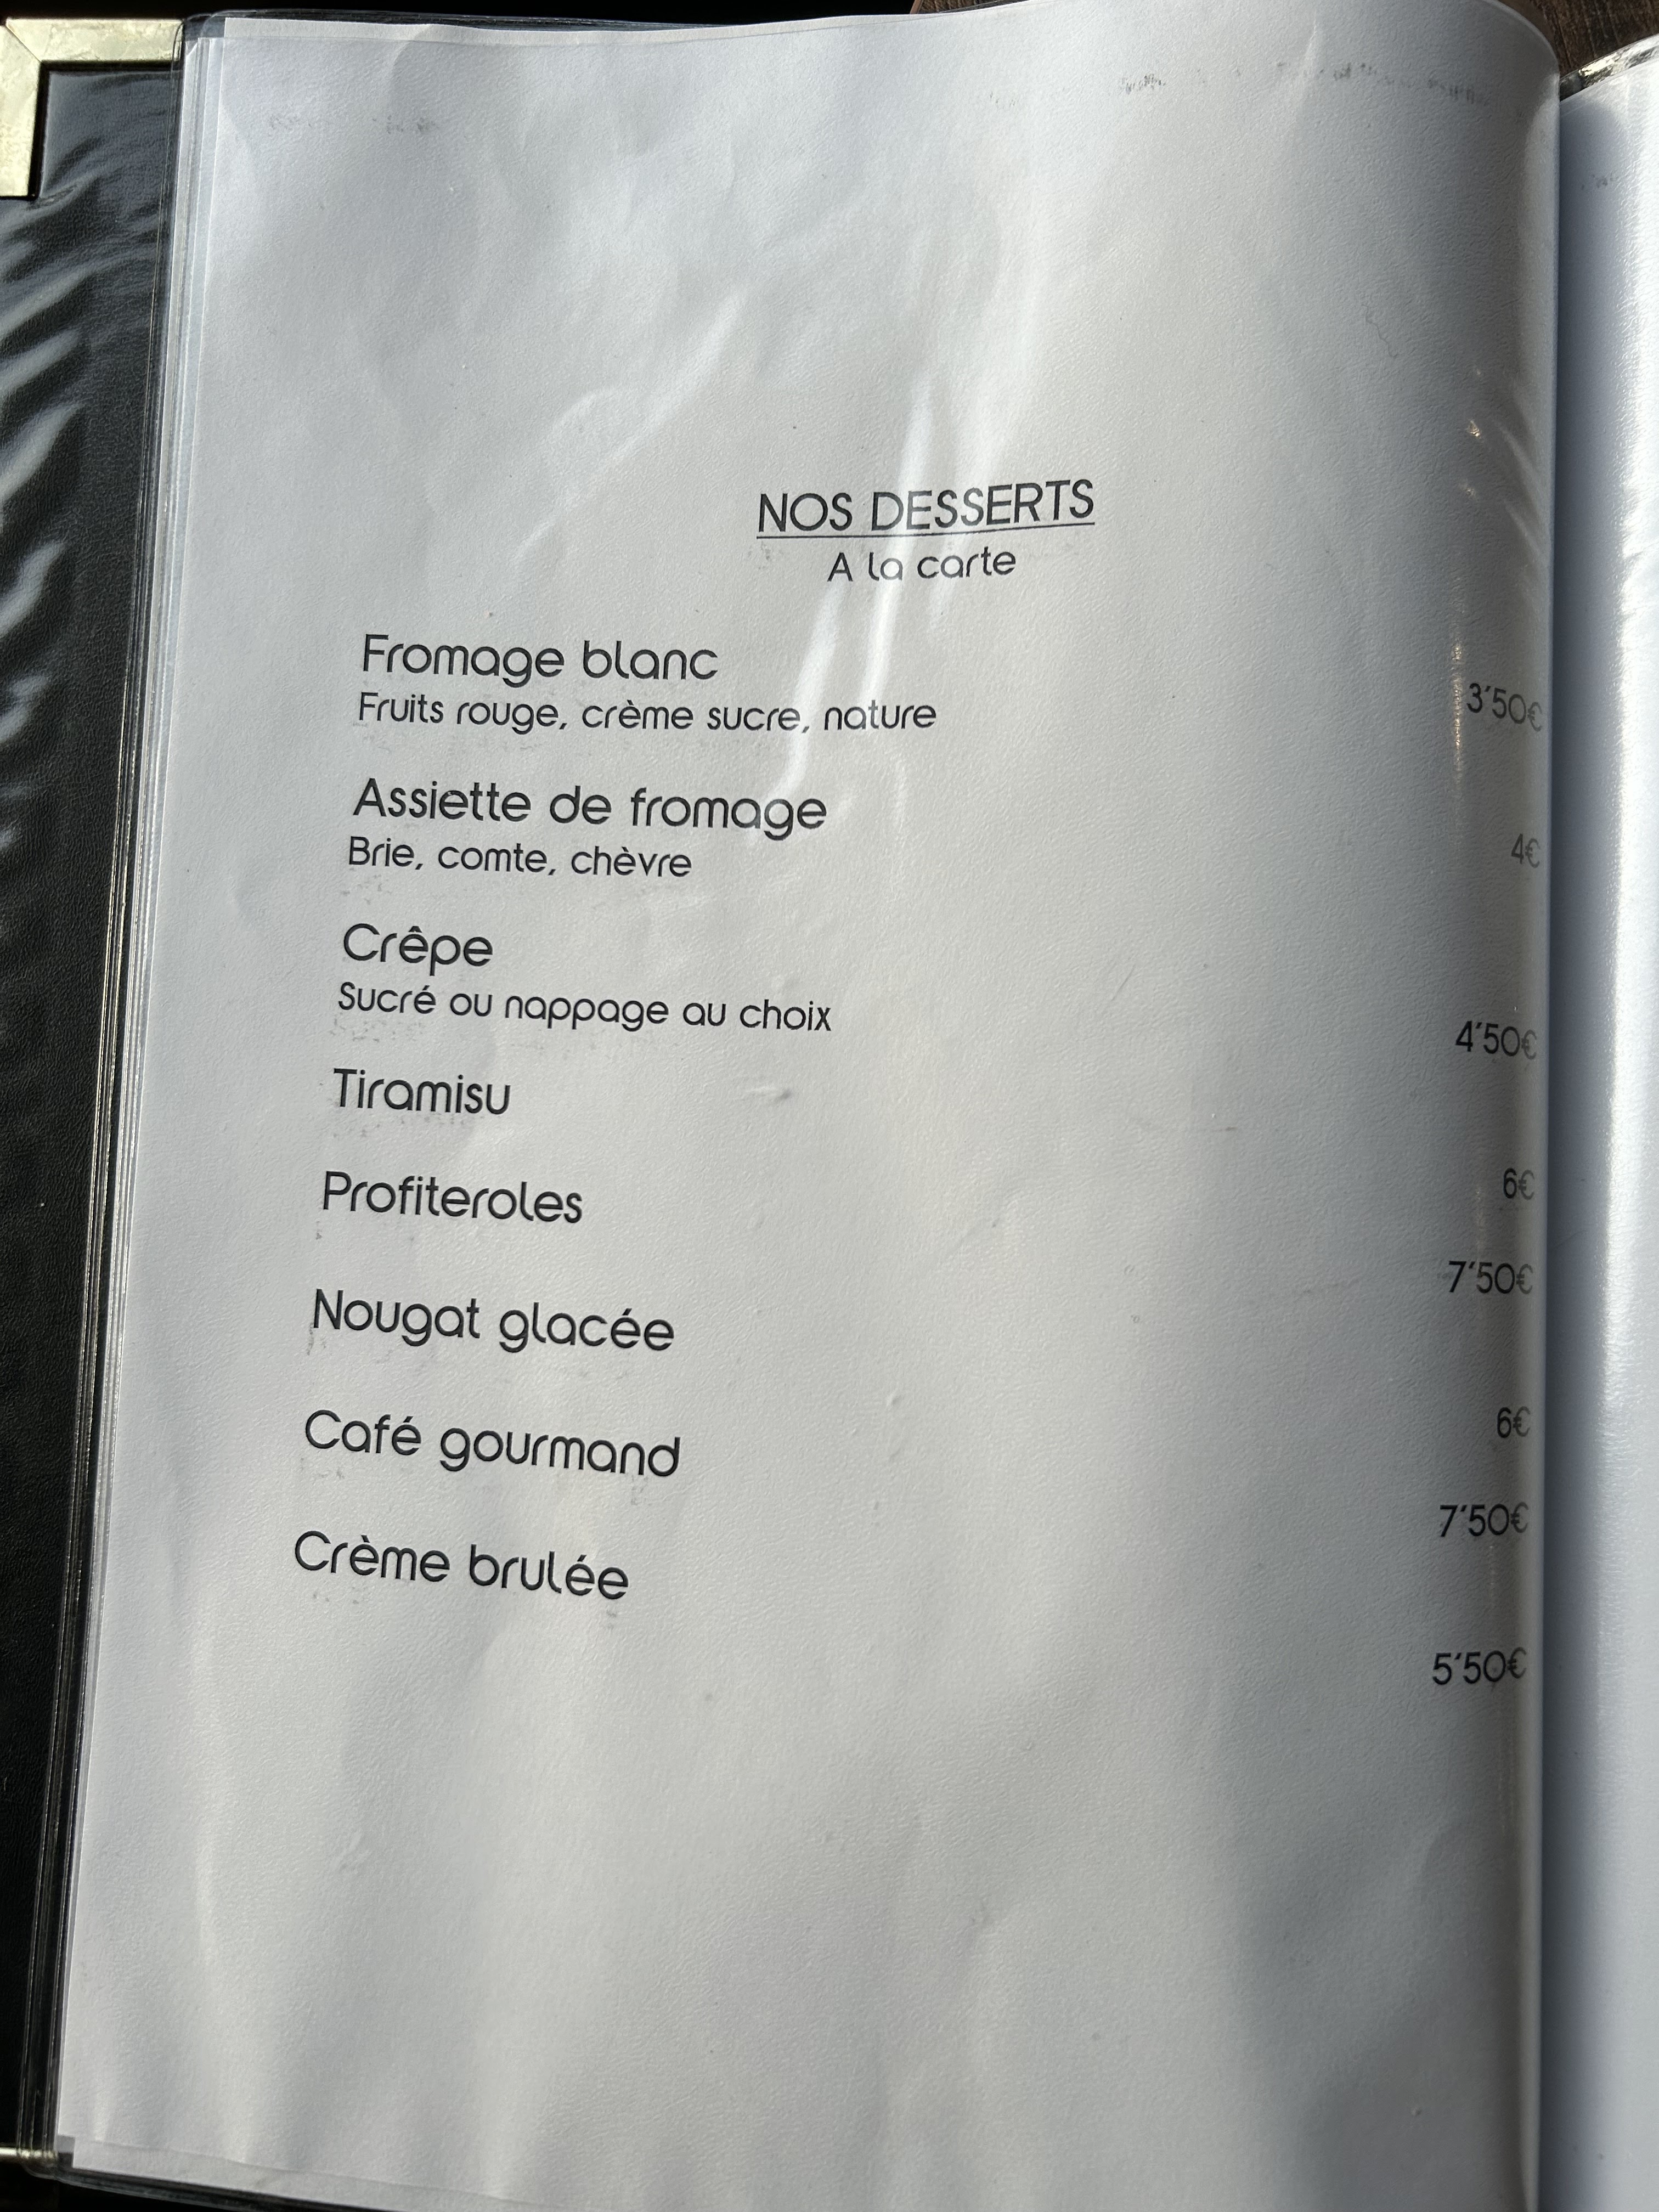 NOS DESSERTS
A la carte
Fromage blanc
Fruits rouge, crème sucre, nature 3'50€
Assiette de fromage
Brie, comte, chèvre 4€
Crêpe
Sucré ou nappage au choix 4'50€
Tiramisu 6€
Profiteroles 7'50€
Nougat glacée 6€
Café gourmand 7'50€
Crème brulée 5'50€